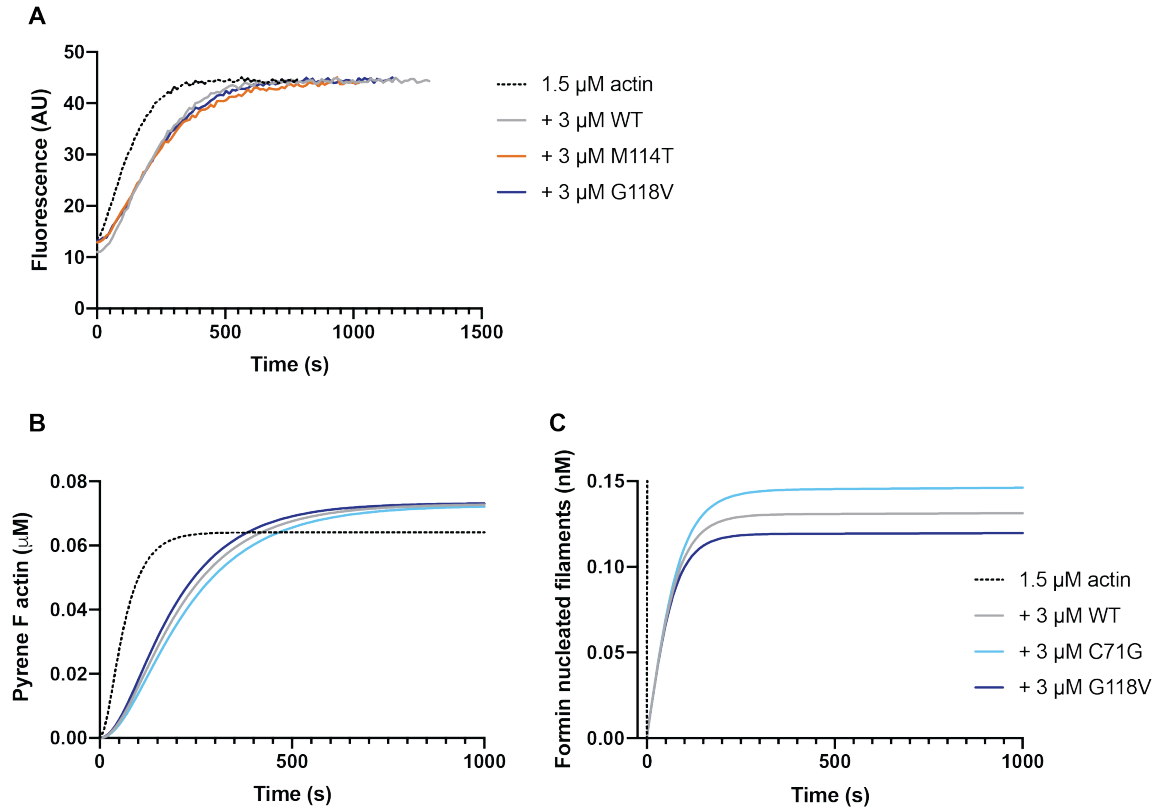 A
Fluorescence (AU)
50
40
30
20
10
0
0 500 1000 1500
Time (s)
1.5 µM actin
+ 3 µM WT
+ 3 µM M114T
+ 3 µM G118V
B
Pyrene F actin (µM)
0.08
0.06
0.04
0.02
0.00
0 500 1000
Time (s)
C
Formin nucleated filaments (nM)
0.15
0.10
0.05
0.00
0 500 1000
Time (s)
1.5 µM actin
+ 3 µM WT
+ 3 µM C71G
+ 3 µM G118V